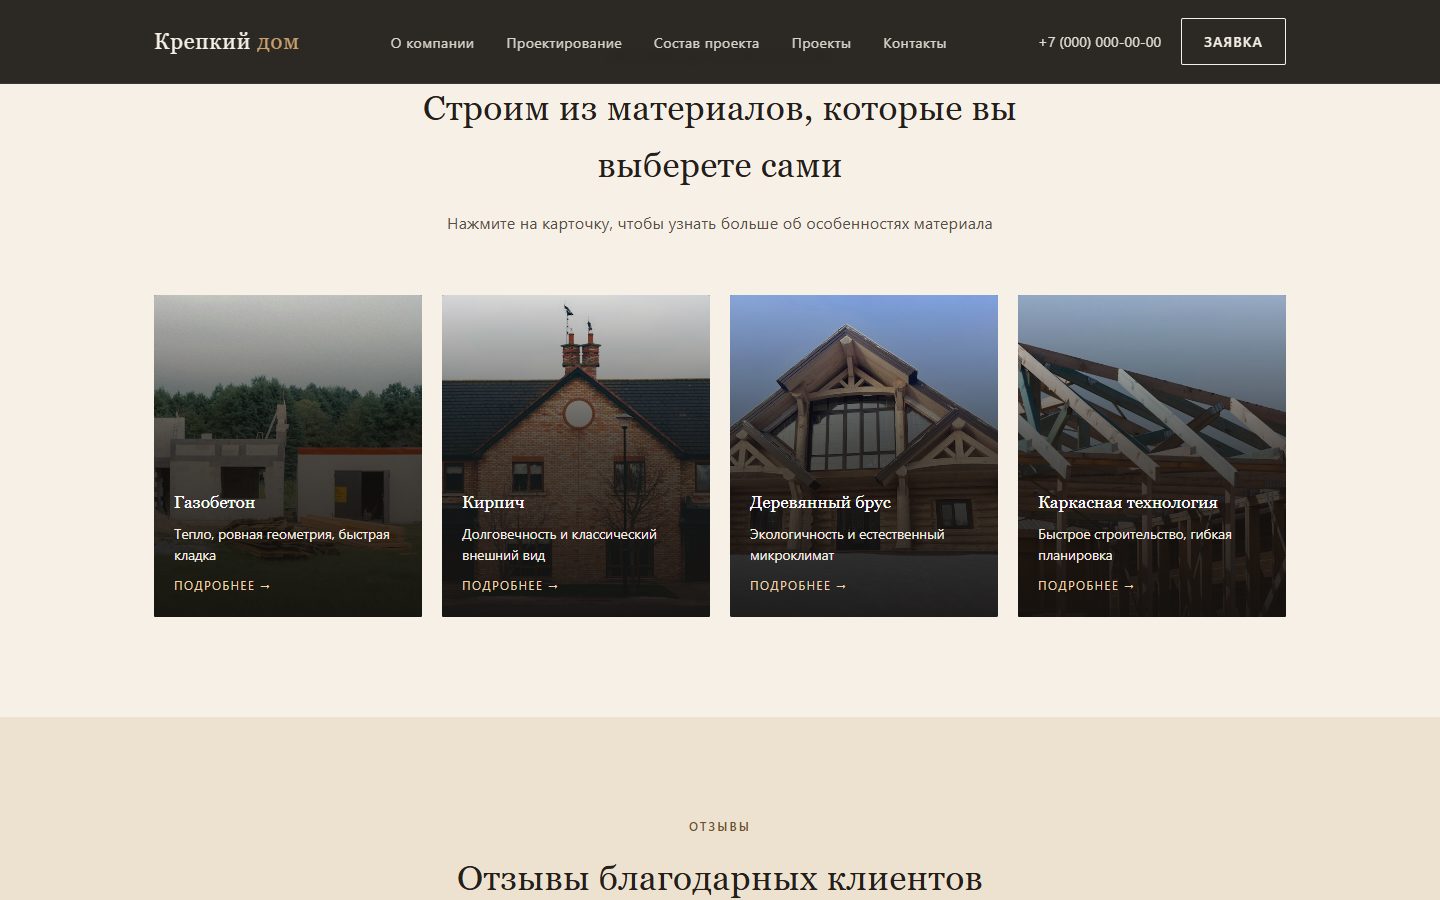 Крепкий дом
О компании
Проектирование
Состав проекта
Проекты
Контакты
+7 (000) 000-00-00
ЗАЯВКА
Строим из материалов, которые вы
выберете сами
Нажмите на карточку, чтобы узнать больше об особенностях материала
Газобетон
Тепло, ровная геометрия, быстрая
кладка
ПОДРОБНЕЕ →
Кирпич
Долговечность и классический
внешний вид
ПОДРОБНЕЕ →
Деревянный брус
Экологичность и естественный
микроклимат
ПОДРОБНЕЕ →
Каркасная технология
Быстрое строительство, гибкая
планировка
ПОДРОБНЕЕ →
ОТЗЫВЫ
Отзывы благодарных клиентов